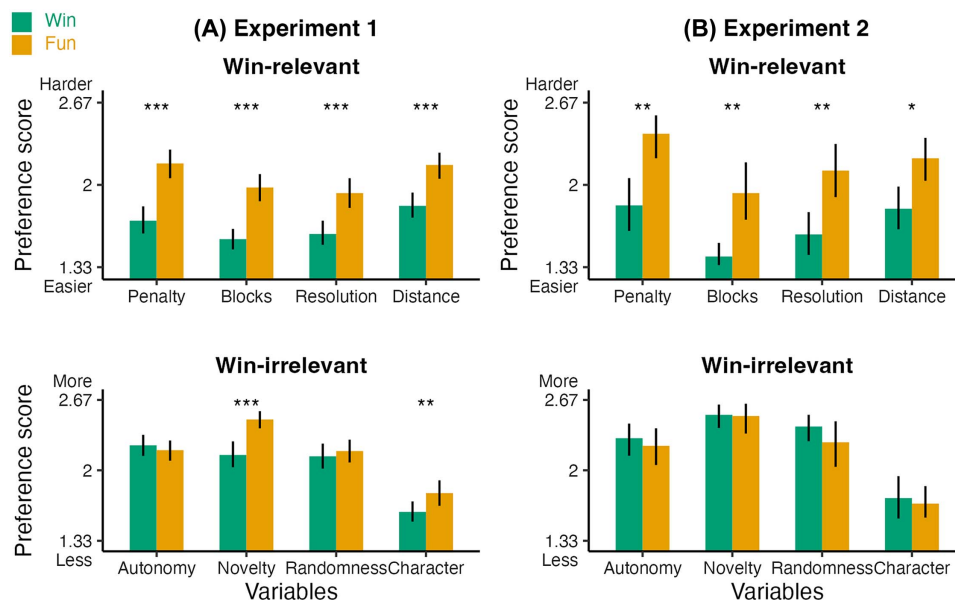 Win
Fun
(A) Experiment 1
Win-relevant
Harder
2.67
2
1.33
Easier
Preference score
*** *** *** ***
Penalty Blocks Resolution Distance
Win-irrelevant
More
2.67
2
1.33
Less
Preference score
*** **
Autonomy Novelty Randomness Character
Variables
(B) Experiment 2
Win-relevant
Harder
2.67
2
1.33
Easier
Preference score
** ** ** *
Penalty Blocks Resolution Distance
Win-irrelevant
More
2.67
2
1.33
Less
Autonomy Novelty Randomness Character
Variables